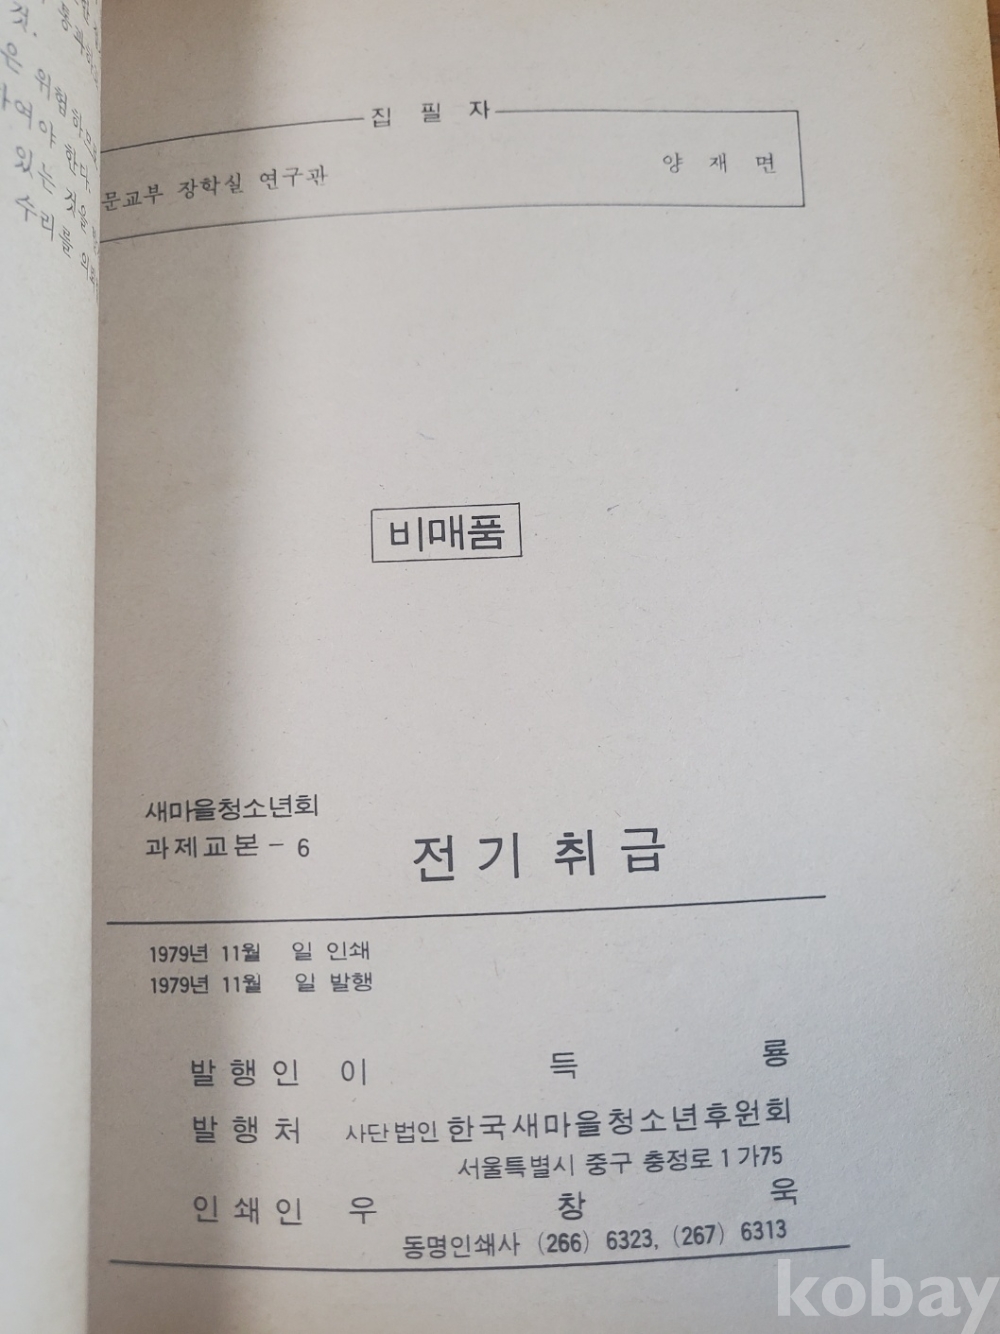 집 필 자
문교부 장학실 연구관 양 재 면
비매품
새마을청소년회
과제교본 - 6 전기 취급
1979년 11월 일 인쇄
1979년 11월 일 발행
발행인 이 득 룡
발행처 사단법인 한국새마을청소년후원회
서울특별시 중구 충정로 1가75
인쇄인 우 창 욱
동명인쇄사 (266) 6323, (267) 6313
kobay